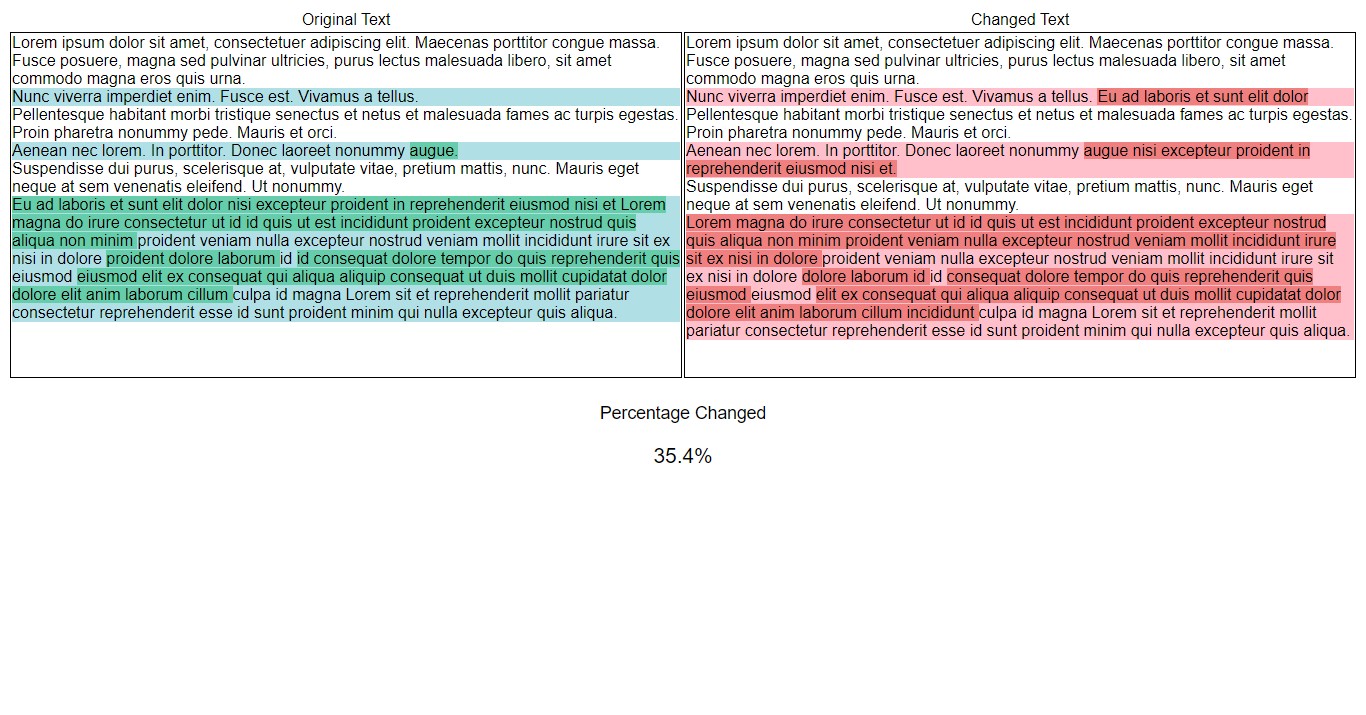 Original Text
Lorem ipsum dolor sit amet, consectetuer adipiscing elit. Maecenas porttitor congue massa.
Fusce posuere, magna sed pulvinar ultricies, purus lectus malesuada libero, sit amet
commodo magna eros quis urna.
Nunc viverra imperdiet enim. Fusce est. Vivamus a tellus.
Pellentesque habitant morbi tristique senectus et netus et malesuada fames ac turpis egestas.
Proin pharetra nonummy pede. Mauris et orci.
Aenean nec lorem. In porttitor. Donec laoreet nonummy augue.
Suspendisse dui purus, scelerisque at, vulputate vitae, pretium mattis, nunc. Mauris eget
neque at sem venenatis eleifend. Ut nonummy.
Eu ad laboris et sunt elit dolor nisi excepteur proident in reprehenderit eiusmod nisi et Lorem
magna do irure consectetur ut id id quis ut est incididunt proident excepteur nostrud quis
aliqua non minim proident veniam nulla excepteur nostrud veniam mollit incididunt irure sit ex
nisi in dolore proident dolore laborum id id consequat dolore tempor do quis reprehenderit quis
eiusmod eiusmod elit ex consequat qui aliqua aliquip consequat ut duis mollit cupidatat dolor
dolore elit anim laborum cillum culpa id magna Lorem sit et reprehenderit mollit pariatur
consectetur reprehenderit esse id sunt proident minim qui nulla excepteur quis aliqua.
Changed Text
Lorem ipsum dolor sit amet, consectetuer adipiscing elit. Maecenas porttitor congue massa.
Fusce posuere, magna sed pulvinar ultricies, purus lectus malesuada libero, sit amet
commodo magna eros quis urna.
Nunc viverra imperdiet enim. Fusce est. Vivamus a tellus. Eu ad laboris et sunt elit dolor
Pellentesque habitant morbi tristique senectus et netus et malesuada fames ac turpis egestas.
Proin pharetra nonummy pede. Mauris et orci.
Aenean nec lorem. In porttitor. Donec laoreet nonummy augue nisi excepteur proident in
reprehenderit eiusmod nisi et.
Suspendisse dui purus, scelerisque at, vulputate vitae, pretium mattis, nunc. Mauris eget
neque at sem venenatis eleifend. Ut nonummy.
Lorem magna do irure consectetur ut id id quis ut est incididunt proident excepteur nostrud
quis aliqua non minim proident veniam nulla excepteur nostrud veniam mollit incididunt irure
sit ex nisi in dolore proident veniam nulla excepteur nostrud veniam mollit incididunt irure sit
ex nisi in dolore dolore laborum id id consequat dolore tempor do quis reprehenderit quis
eiusmod eiusmod elit ex consequat qui aliqua aliquip consequat ut duis mollit cupidatat dolor
dolore elit anim laborum cillum incididunt culpa id magna Lorem sit et reprehenderit mollit
pariatur consectetur reprehenderit esse id sunt proident minim qui nulla excepteur quis aliqua.
Percentage Changed
35.4%